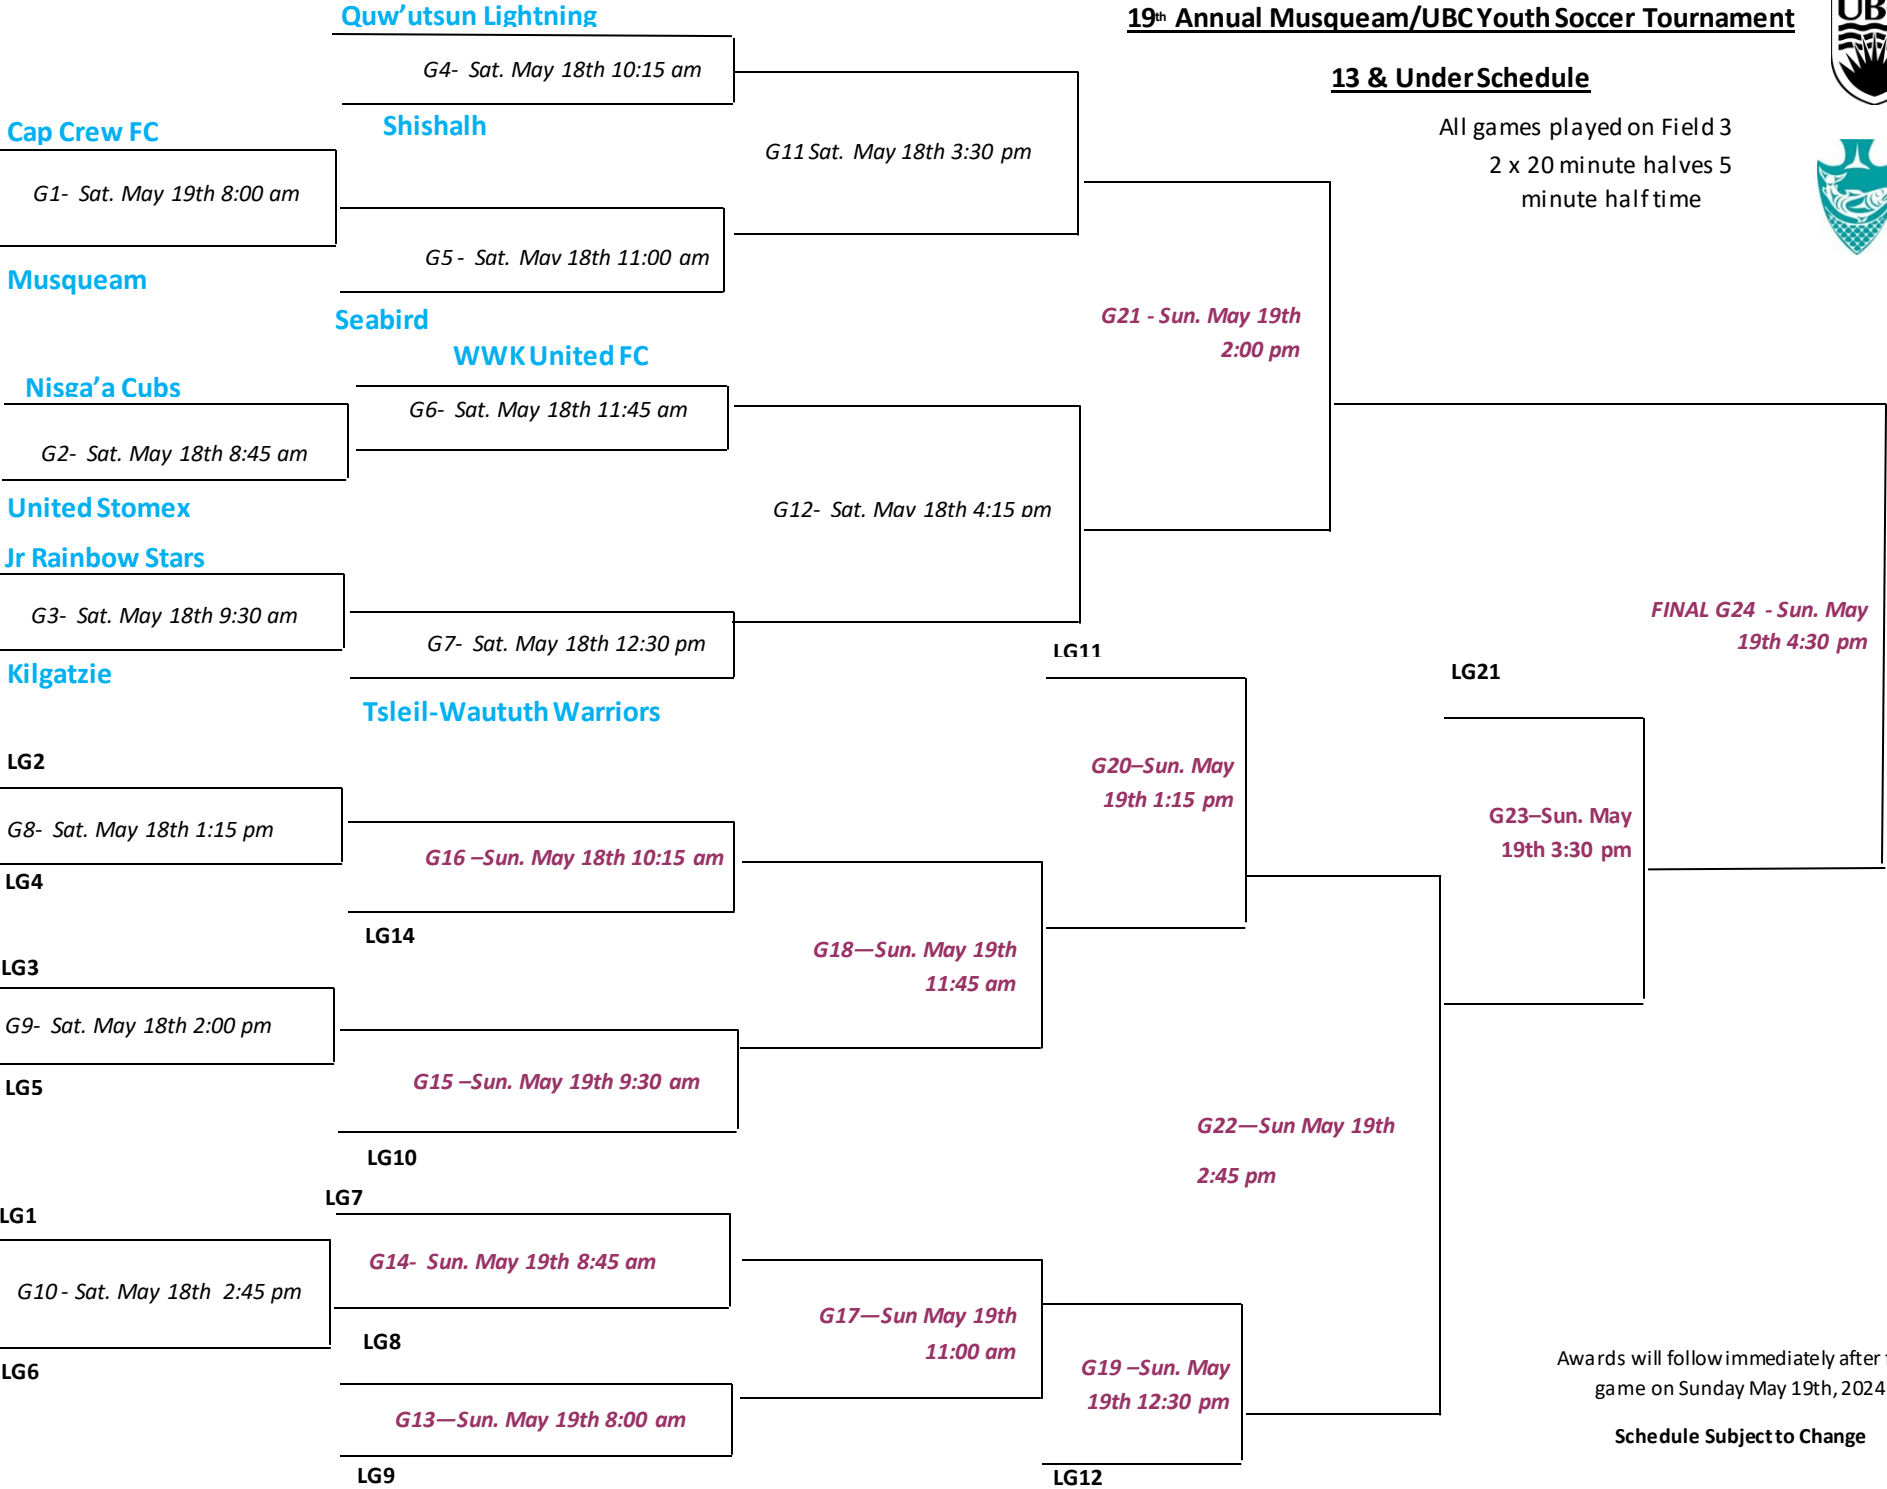 Quw’utsun Lightning
19th Annual Musqueam/UBC Youth Soccer Tournament
UB
G4- Sat. May 18th 10:15 am
13 & Under Schedule
Cap Crew FC
Shishalh
All games played on Field 3
G11 Sat. May 18th 3:30 pm
2 x 20 minute halves 5
minute half time
G1- Sat. May 19th 8:00 am
G5 - Sat. May 18th 11:00 am
Musqueam
Seabird
G21 - Sun. May 19th
2:00 pm
WWK United FC
Nisga’a Cubs
G6- Sat. May 18th 11:45 am
G2- Sat. May 18th 8:45 am
United Stomex
G12- Sat. May 18th 4:15 pm
Jr Rainbow Stars
G3- Sat. May 18th 9:30 am
FINAL G24 - Sun. May
19th 4:30 pm
G7- Sat. May 18th 12:30 pm
LG11
Kilgatzie
LG21
Tsleil-Waututh Warriors
LG2
G20–Sun. May
19th 1:15 pm
G8- Sat. May 18th 1:15 pm
G23–Sun. May
19th 3:30 pm
G16 –Sun. May 18th 10:15 am
LG4
LG14
G18—Sun. May 19th
11:45 am
LG3
G9- Sat. May 18th 2:00 pm
LG5
G15 –Sun. May 19th 9:30 am
G22—Sun May 19th
2:45 pm
LG10
LG7
LG1
G14- Sun. May 19th 8:45 am
G10 - Sat. May 18th 2:45 pm
G17—Sun May 19th
11:00 am
LG8
LG6
G19 –Sun. May
19th 12:30 pm
Awards will follow immediately after
game on Sunday May 19th, 2024
G13—Sun. May 19th 8:00 am
Schedule Subject to Change
LG9
LG12